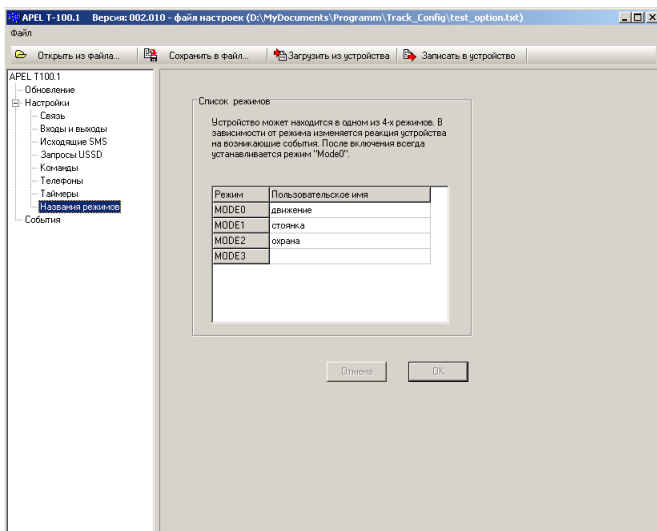 APEL T-100.1 Версия: 002.010 - файл настроек (D:\MyDocuments\Programm\Track_Config\test_option.txt)
Файл
Открыть из файла... Сохранить в файл... Загрузить из устройства Записать в устройство
APEL T100.1
Обновление
Настройки
Связь
Входы и выходы
Исходящие SMS
Запросы USSD
Команды
Телефоны
Таймеры
Названия режимов
События
Список режимов
Устройство может находится в одном из 4-х режимов. В
зависимости от режима изменяется реакция устройства
на возникающие события. После включения всегда
устанавливается режим "Mode0".
Режим Пользовательское имя
MODE0 движение
MODE1 стоянка
MODE2 охрана
MODE3
Отмена OK